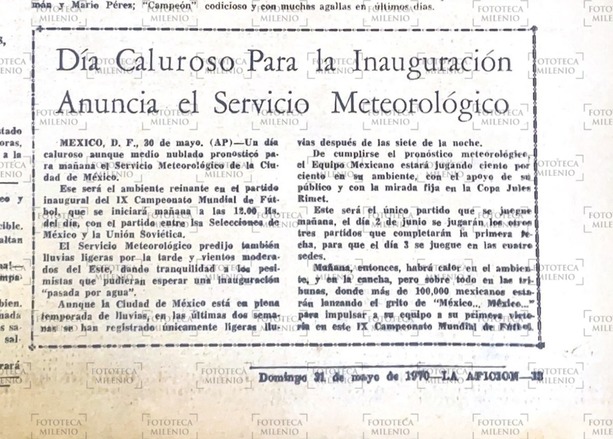 mán y Mario Pérez; "Campeón" codicioso y con muchas agallas en últimos días.
Día Caluroso Para la Inauguración
Anuncia el Servicio Meteorológico
MEXICO, D. F., 30 de mayo. (AP)—Un día
caluroso aunque medio nublado pronosticó pa-
ra mañana el Servicio Meteorológico de la Ciu-
dad de México.
Ese será el ambiente reinante en el partido
inaugural del IX Campeonato Mundial de Fút-
bol, que se iniciará mañana a las 12.00 Hs.
del día, con el partido entre las Selecciones de
México y la Unión Soviética.
El Servicio Meteorológico predijo también
lluvias ligeras por la tarde y vientos modera-
dos del Este, dando tranquilidad a los pesi-
mistas que pudieran esperar una inauguración
"pasada por agua".
Aunque la Ciudad de México está en plena
temporada de lluvias, en las últimas dos sema-
nas se han registrado únicamente ligeras llu-
vias después de las siete de la noche.
De cumplirse el pronóstico meteorológico,
el Equipo Mexicano estará jugando ciento por
ciento en su ambiente, con el apoyo de su
público y con la mirada fija en la Copa Jules
Rimet.
Este será el único partido que se juegue
mañana, el día 2 de junio se jugarán los otros
tres partidos que completarán la primera fe-
cha, para que el día 3 se juegue en las cuatro
sedes.
Mañana, entonces, habrá calor en el ambien-
te, y en la cancha, pero sobre todo en las tri-
bunas, donde más de 100,000 mexicanos esta-
rán lanzando el grito de "México.. México..."
para impulsar a su equipo a su primera victo-
ria en este IX Campeonato Mundial de Fútbol.
Domingo 31 de mayo de 1970 LA AFICION—13
FOTOTECA
MILENIO